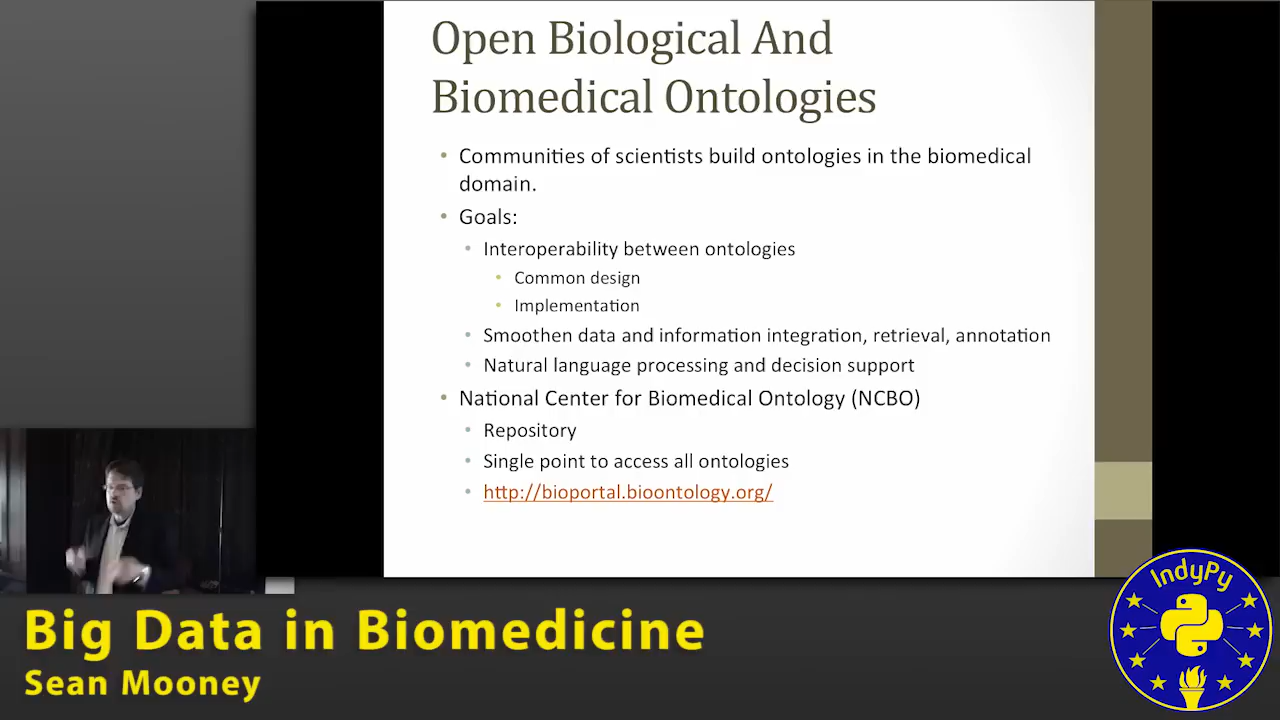 Open Biological And
Biomedical Ontologies
• Communities of scientists build ontologies in the biomedical
domain.
• Goals:
• Interoperability between ontologies
• Common design
• Implementation
• Smoothen data and information integration, retrieval, annotation
• Natural language processing and decision support
• National Center for Biomedical Ontology (NCBO)
• Repository
• Single point to access all ontologies
• http://bioportal.bioontology.org/
IndyPy
Big Data in Biomedicine
Sean Mooney